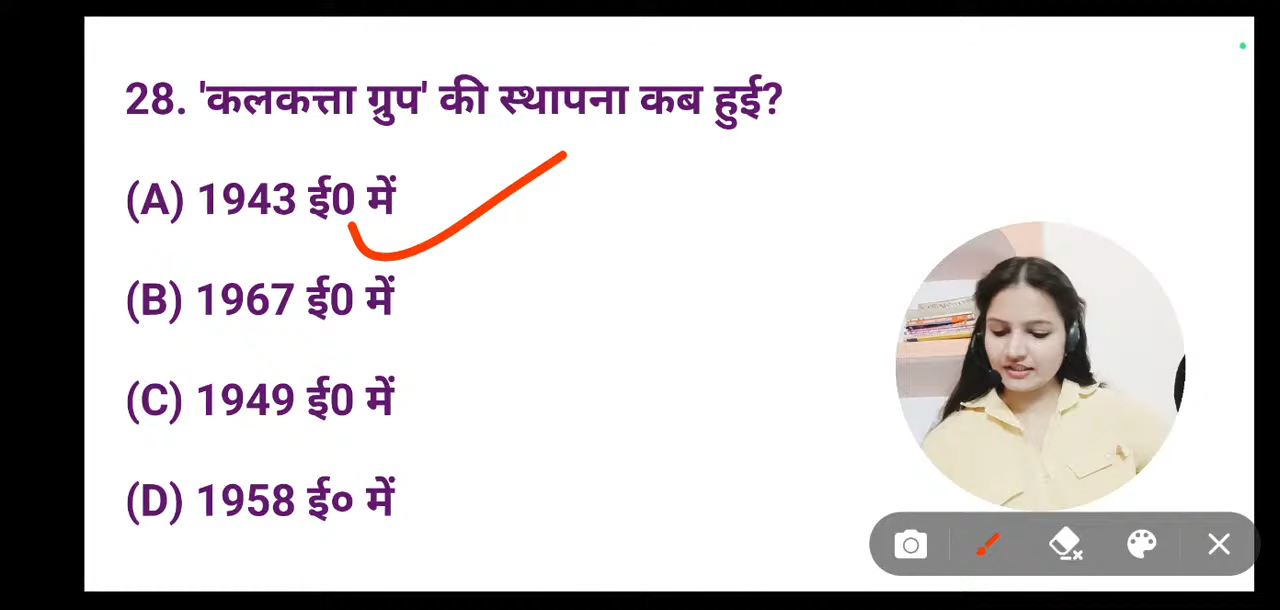 28. 'कलकत्ता ग्रुप' की स्थापना कब हुई?
(A) 1943 ई0 में
(B) 1967 ई0 में
(C) 1949 ई0 में
(D) 1958 ई० में